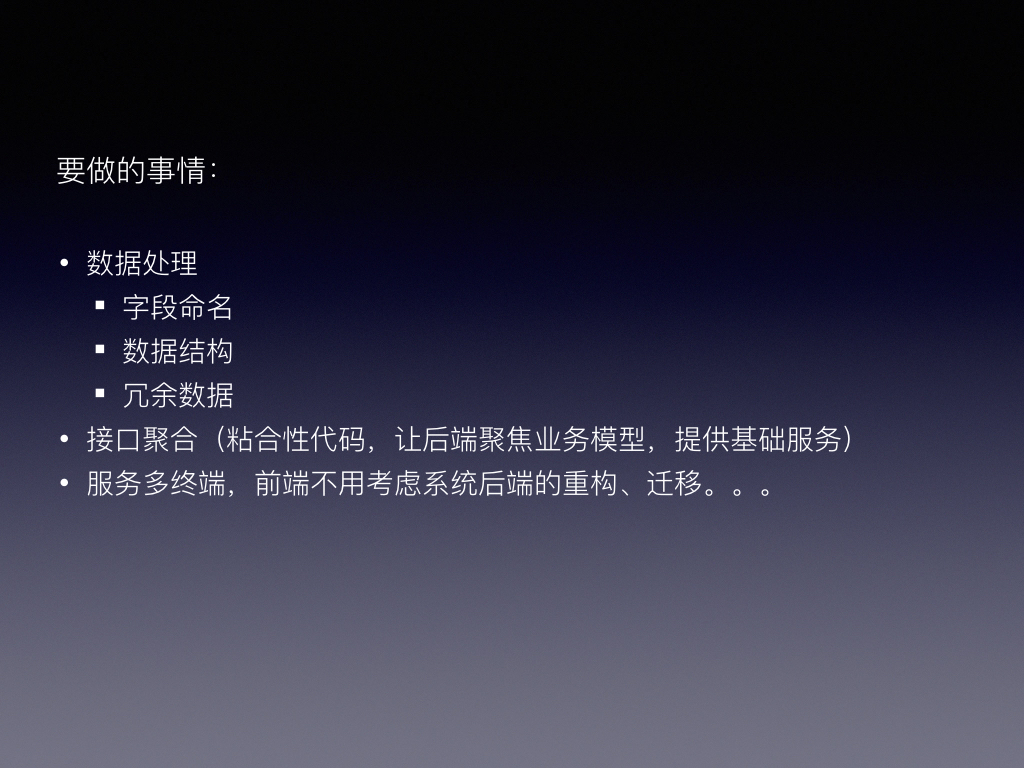 要做的事情：
• 数据处理
▪ 字段命名
▪ 数据结构
▪ 冗余数据
• 接口聚合（粘合性代码，让后端聚焦业务模型，提供基础服务）
• 服务多终端，前端不用考虑系统后端的重构、迁移。。。